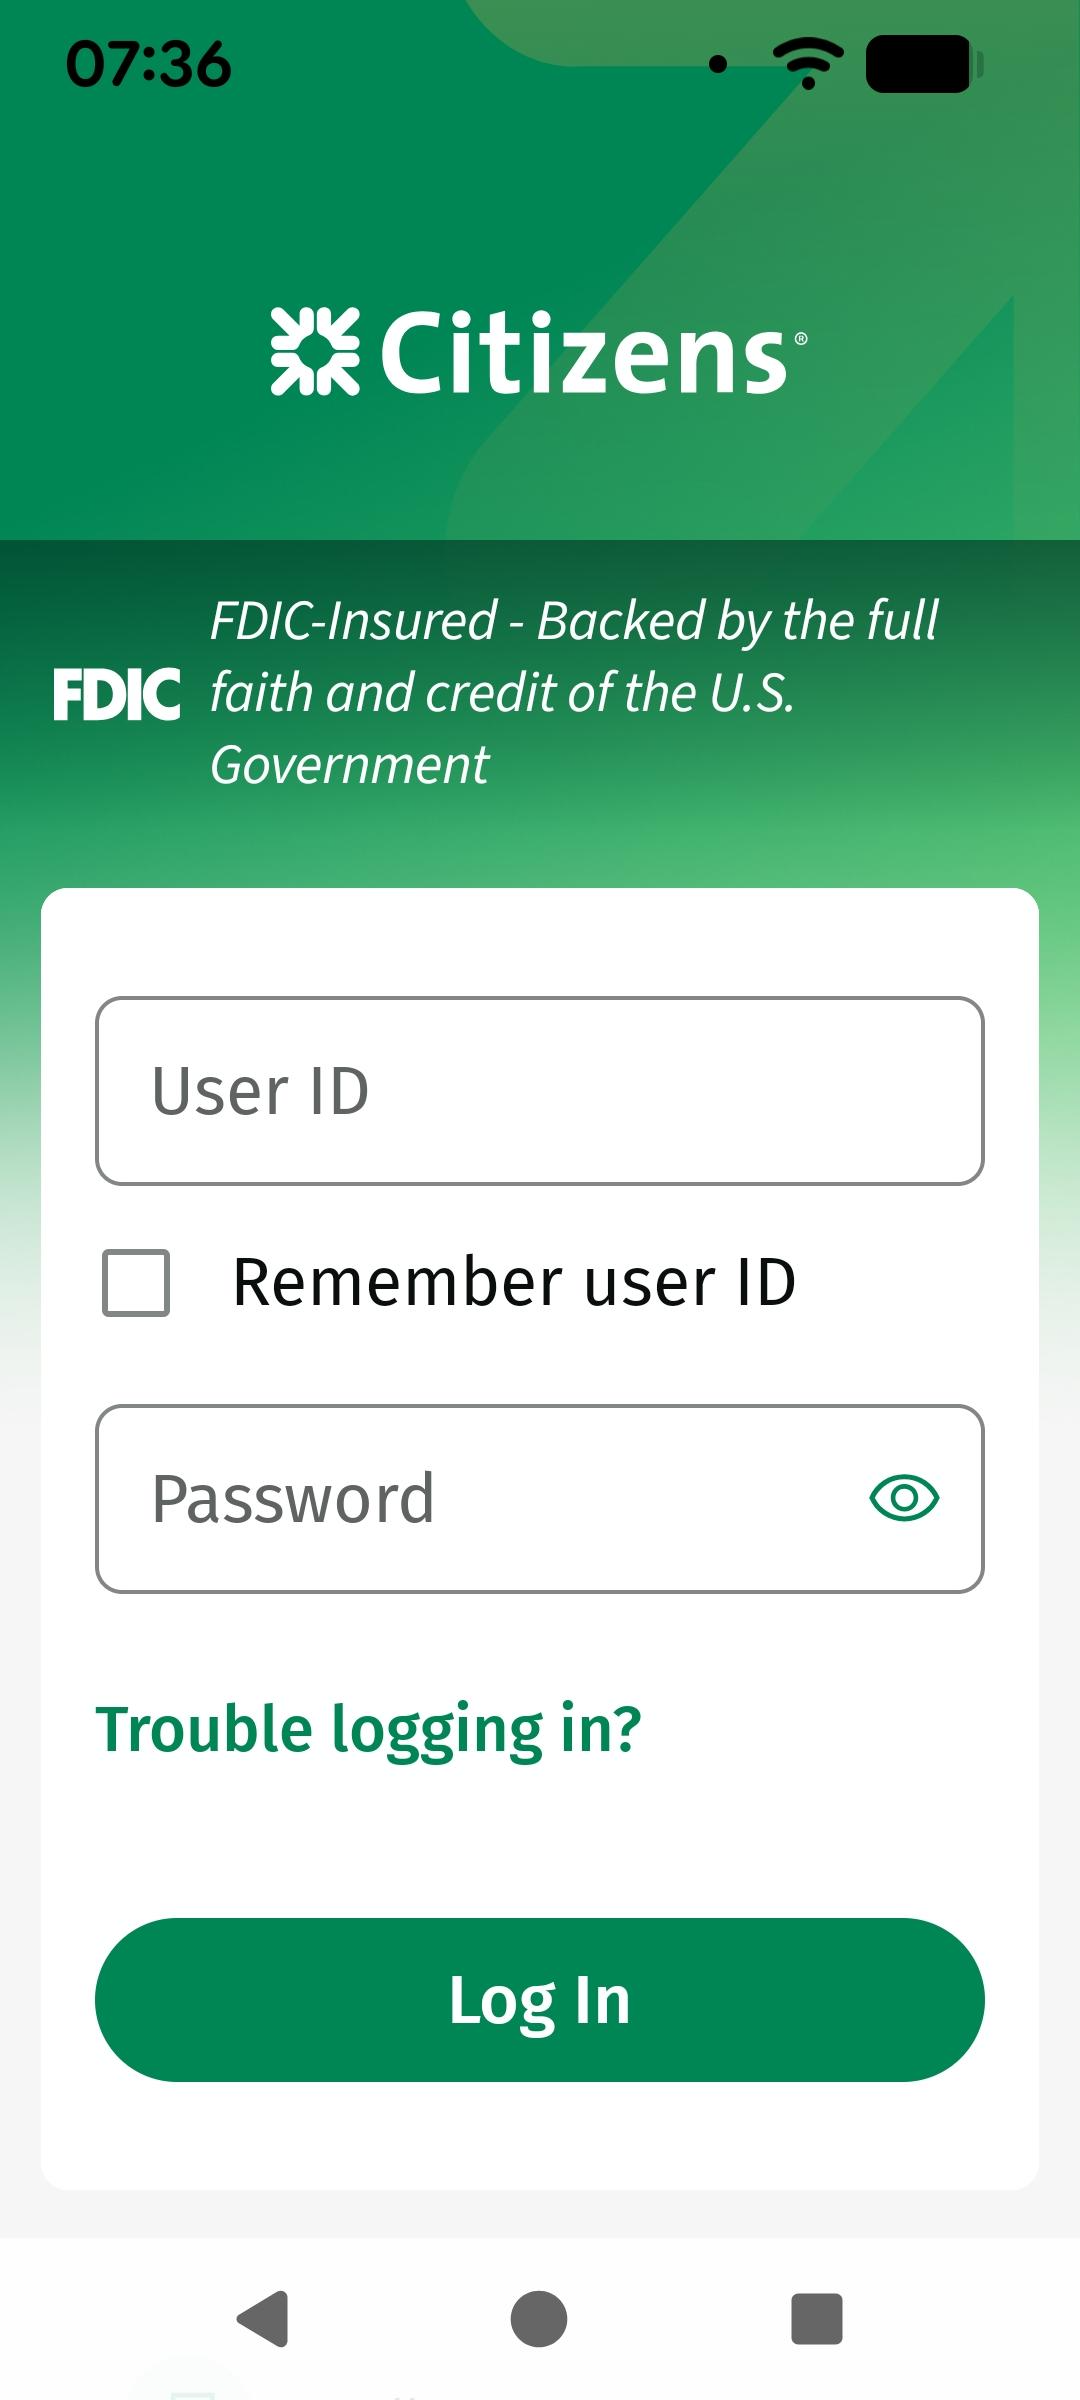 07:36
Citizens®
FDIC-Insured - Backed by the full
FDIC faith and credit of the U.S.
Government
User ID
Remember user ID
Password
Trouble logging in?
Log In